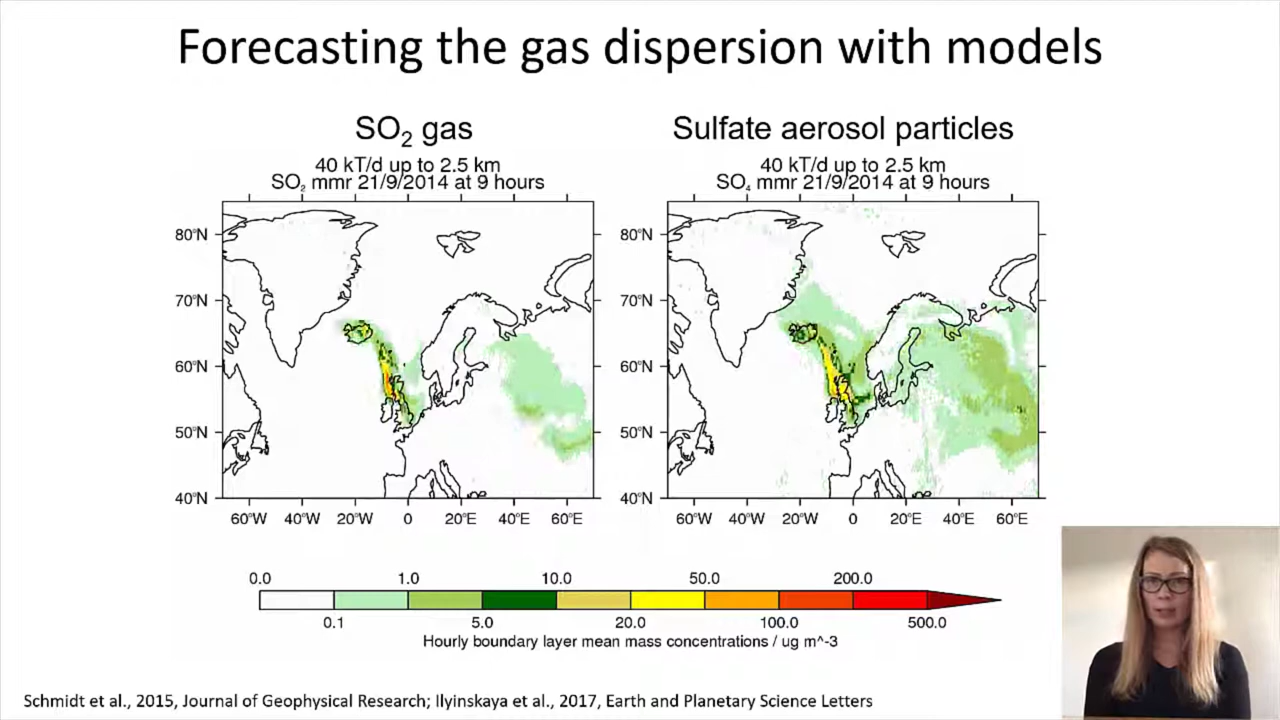 Forecasting the gas dispersion with models
SO₂ gas
40 kT/d up to 2.5 km
SO₂ mmr 21/9/2014 at 9 hours
80°N
70°N
60°N
50°N
40°N
60°W 40°W 20°W 0 20°E 40°E 60°E
Sulfate aerosol particles
40 kT/d up to 2.5 km
SO₄ mmr 21/9/2014 at 9 hours
80°N
70°N
60°N
50°N
40°N
60°W 40°W 20°W 0 20°E 40°E 60°E
0.0 1.0 10.0 50.0 200.0
0.1 5.0 20.0 100.0 500.0
Hourly boundary layer mean mass concentrations / ug m^-3
Schmidt et al., 2015, Journal of Geophysical Research; Ilyinskaya et al., 2017, Earth and Planetary Science Letters